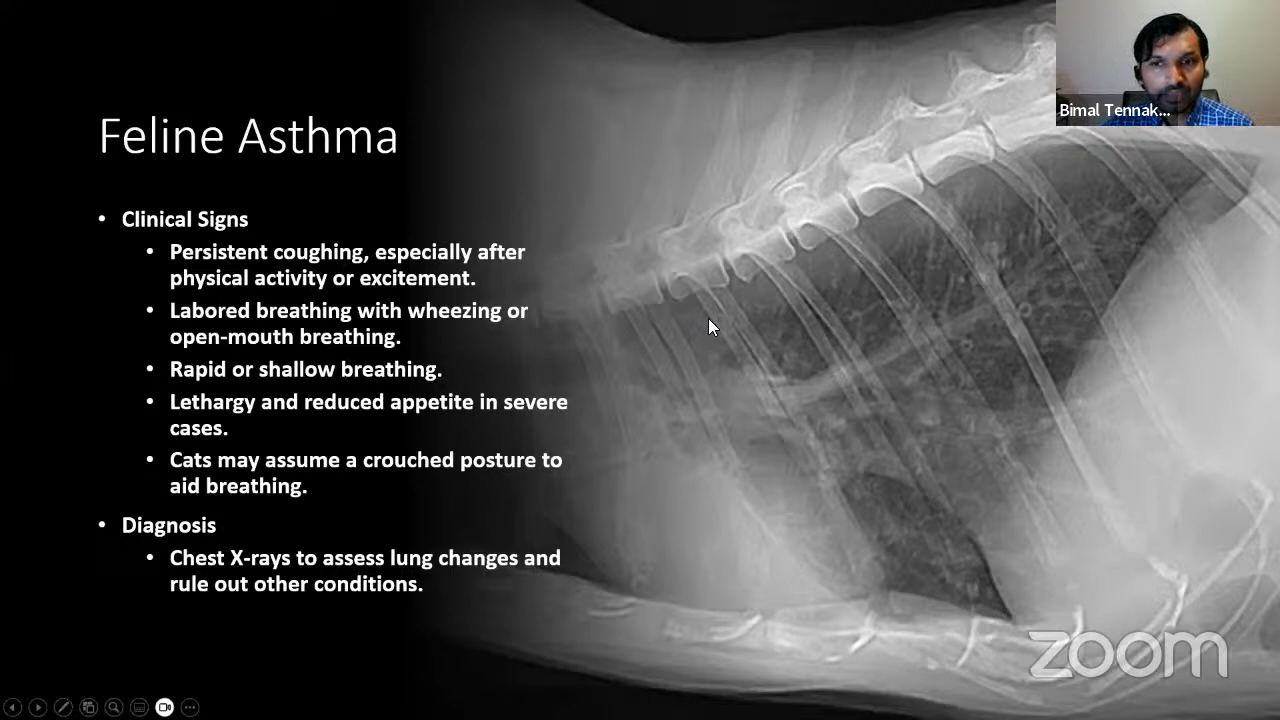 Bimal Tennak...
Feline Asthma
• Clinical Signs
• Persistent coughing, especially after
physical activity or excitement.
• Labored breathing with wheezing or
open-mouth breathing.
• Rapid or shallow breathing.
• Lethargy and reduced appetite in severe
cases.
• Cats may assume a crouched posture to
aid breathing.
• Diagnosis
• Chest X-rays to assess lung changes and
rule out other conditions.
zoom